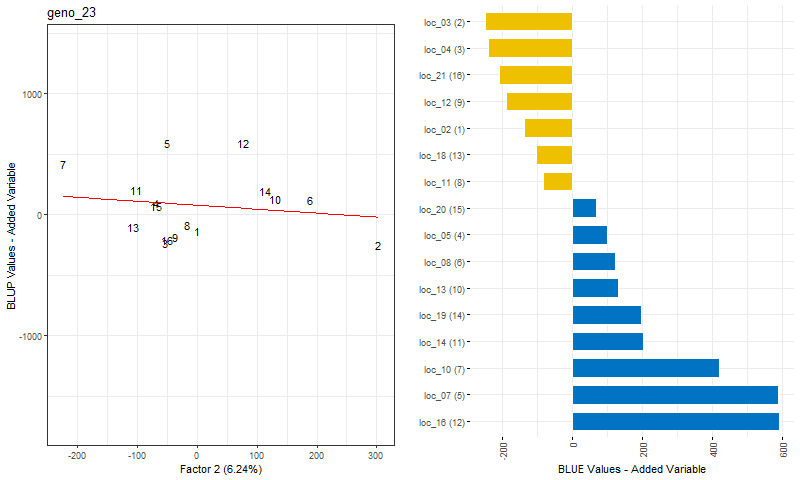 geno_23
1000
0
-1000
BLUP Values - Added Variable
5
12
7
11
14
10
6
4
13
8
9
1
16
3
2
-200
-100
0
100
200
300
Factor 2 (6.24%)
loc_03 (2)
loc_04 (3)
loc_21 (16)
loc_12 (9)
loc_02 (1)
loc_18 (13)
loc_11 (8)
loc_20 (15)
loc_05 (4)
loc_08 (6)
loc_13 (10)
loc_19 (14)
loc_14 (11)
loc_10 (7)
loc_07 (5)
loc_16 (12)
-200
0
200
400
600
BLUE Values - Added Variable